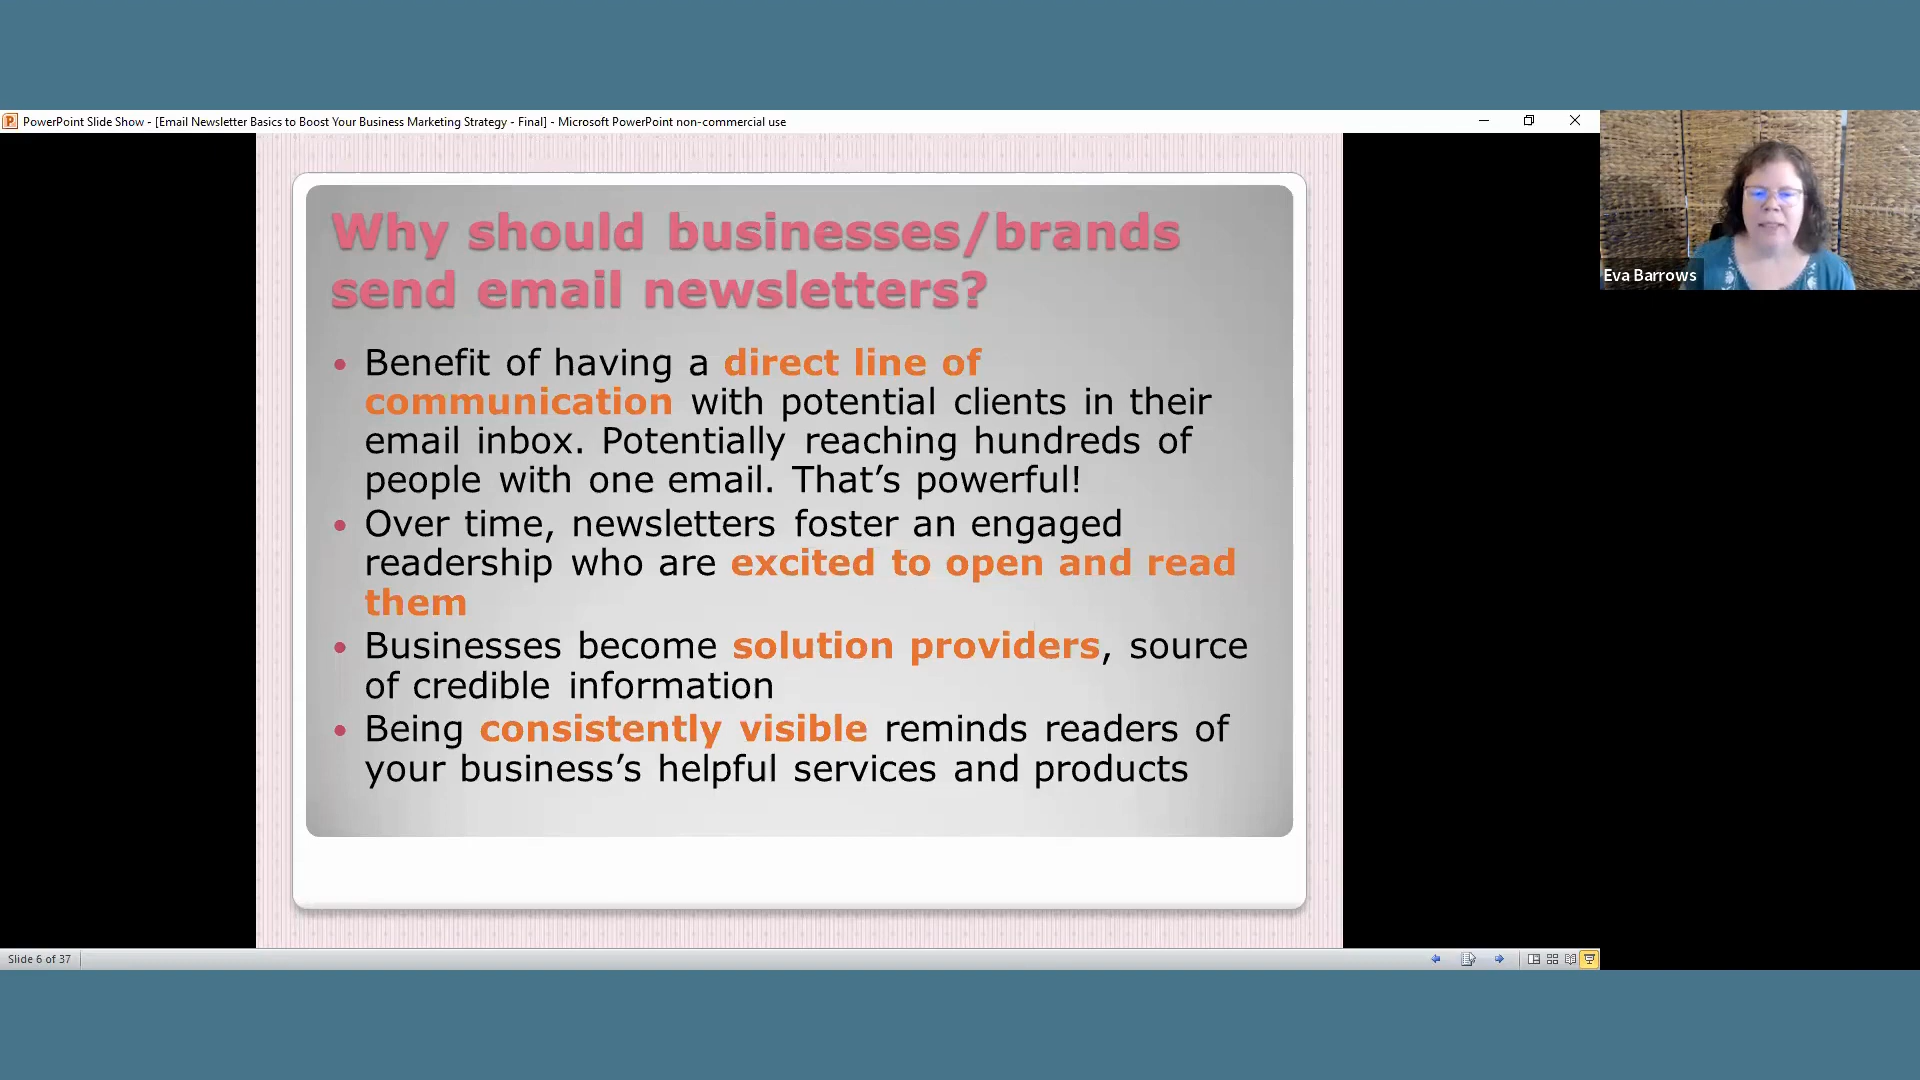 PowerPoint Slide Show - [Email Newsletter Basics to Boost Your Business Marketing Strategy - Final] - Microsoft PowerPoint non-commercial use
Why should businesses/brands
send email newsletters?
• Benefit of having a direct line of
communication with potential clients in their
email inbox. Potentially reaching hundreds of
people with one email. That’s powerful!
• Over time, newsletters foster an engaged
readership who are excited to open and read
them
• Businesses become solution providers, source
of credible information
• Being consistently visible reminds readers of
your business’s helpful services and products
Eva Barrows
Slide 6 of 37